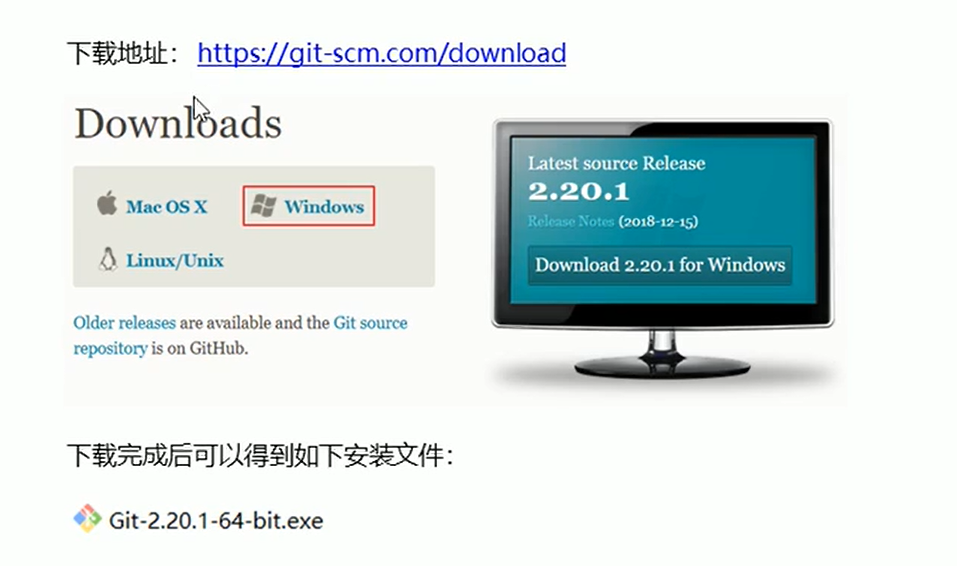 下载地址： https://git-scm.com/download
Downloads
Mac OS X
Windows
Linux/Unix
Older releases are available and the Git source
repository is on GitHub.
Latest source Release
2.20.1
Release Notes (2018-12-15)
Download 2.20.1 for Windows
下载完成后可以得到如下安装文件：
Git-2.20.1-64-bit.exe